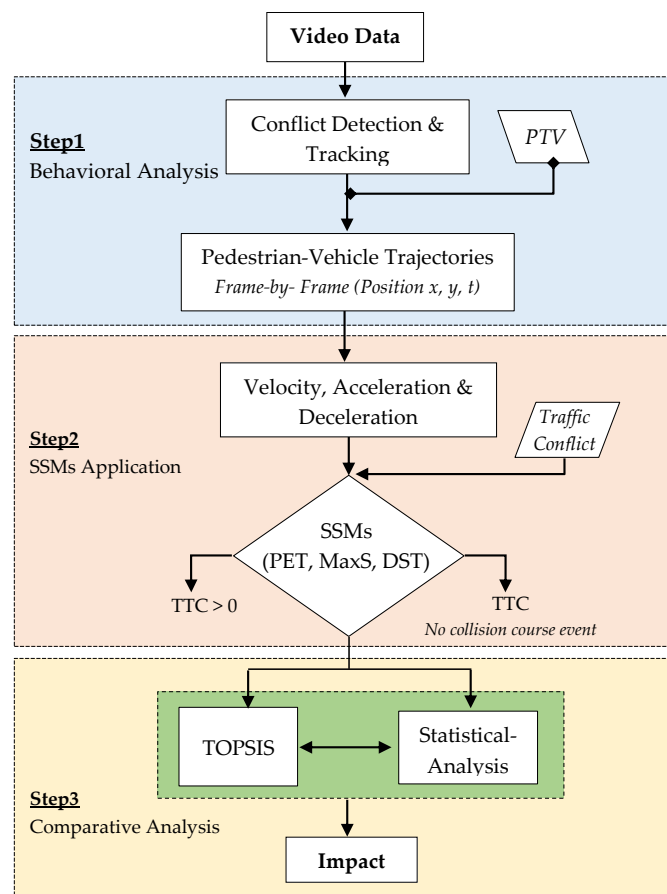 Video Data
Step1
Behavioral Analysis
Conflict Detection &
Tracking
PTV
Pedestrian-Vehicle Trajectories
Frame-by- Frame (Position x, y, t)
Velocity, Acceleration &
Deceleration
Step2
SSMs Application
Traffic
Conflict
SSMs
(PET, MaxS, DST)
TTC > 0
TTC
No collision course event
TOPSIS
Statistical-
Analysis
Step3
Comparative Analysis
Impact